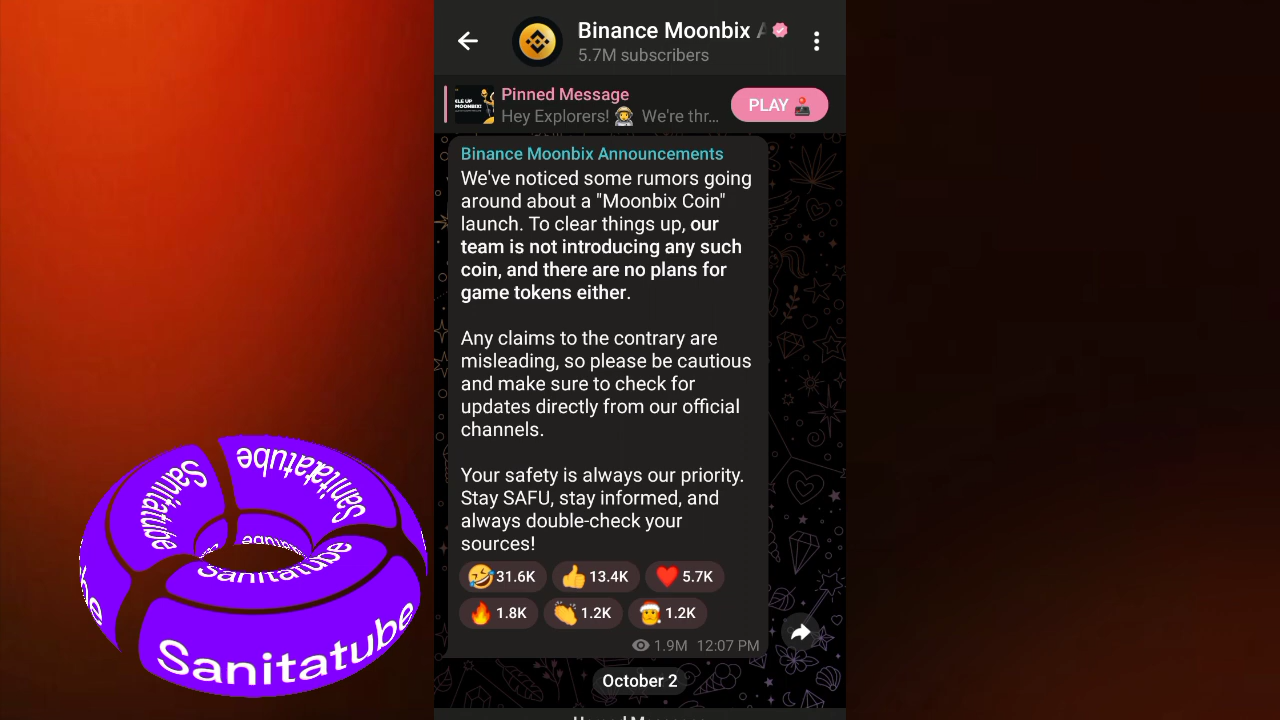 Binance Moonbix
5.7M subscribers
KLE UP
MOONBIX!
Pinned Message
Hey Explorers! 👨‍🚀 We're thr...
PLAY 🕹️
Binance Moonbix Announcements
We've noticed some rumors going
around about a "Moonbix Coin"
launch. To clear things up, our
team is not introducing any such
coin, and there are no plans for
game tokens either.
Any claims to the contrary are
misleading, so please be cautious
and make sure to check for
updates directly from our official
channels.
Your safety is always our priority.
Stay SAFU, stay informed, and
always double-check your
sources!
🤣31.6K 👍13.4K ❤️5.7K
🔥1.8K 👏1.2K 🎅1.2K
1.9M 12:07 PM
October 2
Sanitatube
Sanitatube
Sanitatube
Sanitatube
Sanitatube